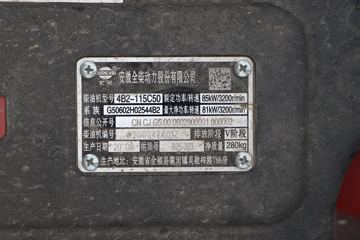 安徽全柴动力股份有限公司
柴油机型号 4B2-115C50 额定功率/转速 85kW/3200r/min
系族 G50602H02544B2 最大净功率/转速 81kW/3200r/min
信息公开号 CN CJ G5 00 0602000001 000002
柴油机编号 排放阶段 V阶段
生产日期 净质量 280kg
生产地址:安徽省全椒县襄河镇吴敬梓路788号